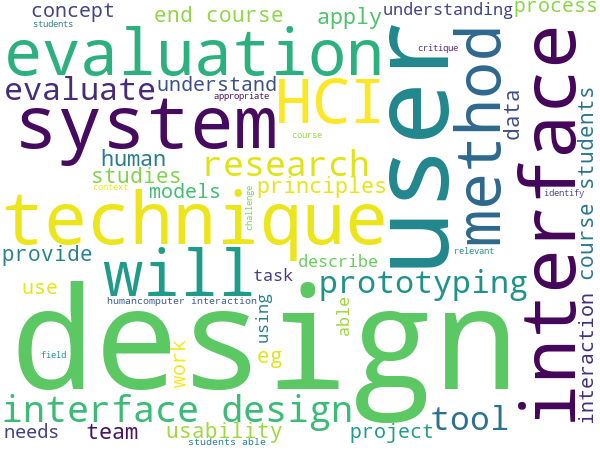 concept
end course
apply
understanding
process
students
evaluation
user
critique
method
interface
evaluate
understand
appropriate
HCI
data
system
course
human
research
studies
models
principles
context
challenge
identify
technique
course students
interaction
provide
will
task
describe
relevant
use
humancomputer interaction
prototyping
using
able
design
field
work
eg
interface design
tool
needs
team
usability
students able
project